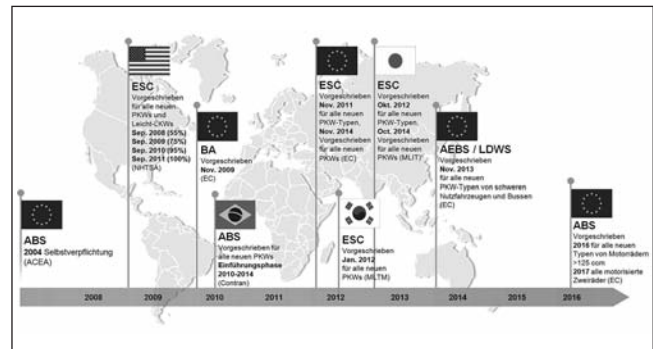 ESC
Vorgeschrieben
für alle neuen
PKWs und
Leicht-LKWs
Sep. 2008 (55%)
Sep. 2009 (75%)
Sep. 2010 (95%)
Sep. 2011 (100%)
(NHTSA)
ESC
Vorgeschrieben
Nov. 2011
für alle neuen
PKW-Typen,
Nov. 2014
Vorgeschrieben
für alle neuen
PKWs (EC)
ESC
Vorgeschrieben
Okt. 2012
für alle neuen
PKW-Typen,
Oct. 2014
Vorgeschrieben
für alle neuen
PKWs (MLIT)
BA
Vorgeschrieben
Nov. 2009
(EC)
AEBS / LDWS
Vorgeschrieben
Nov. 2013
für alle neuen
PKW-Typen von schweren
Nutzfahrzeugen und Bussen
(EC)
ABS
2004 Selbstverpflichtung
(ACEA)
ABS
Vorgeschrieben für
alle neuen PKWs
Einführungsphase
2010-2014
(Contran)
ESC
Vorgeschrieben
Jan. 2012
für alle neuen
PKWs (MLTM)
ABS
Vorgeschrieben
2016 für alle neuen
Typen von Motorrädern
>125 ccm
2017 alle motorisierte
Zweiräder (EC)
2008 2009 2010 2011 2012 2013 2014 2015 2016